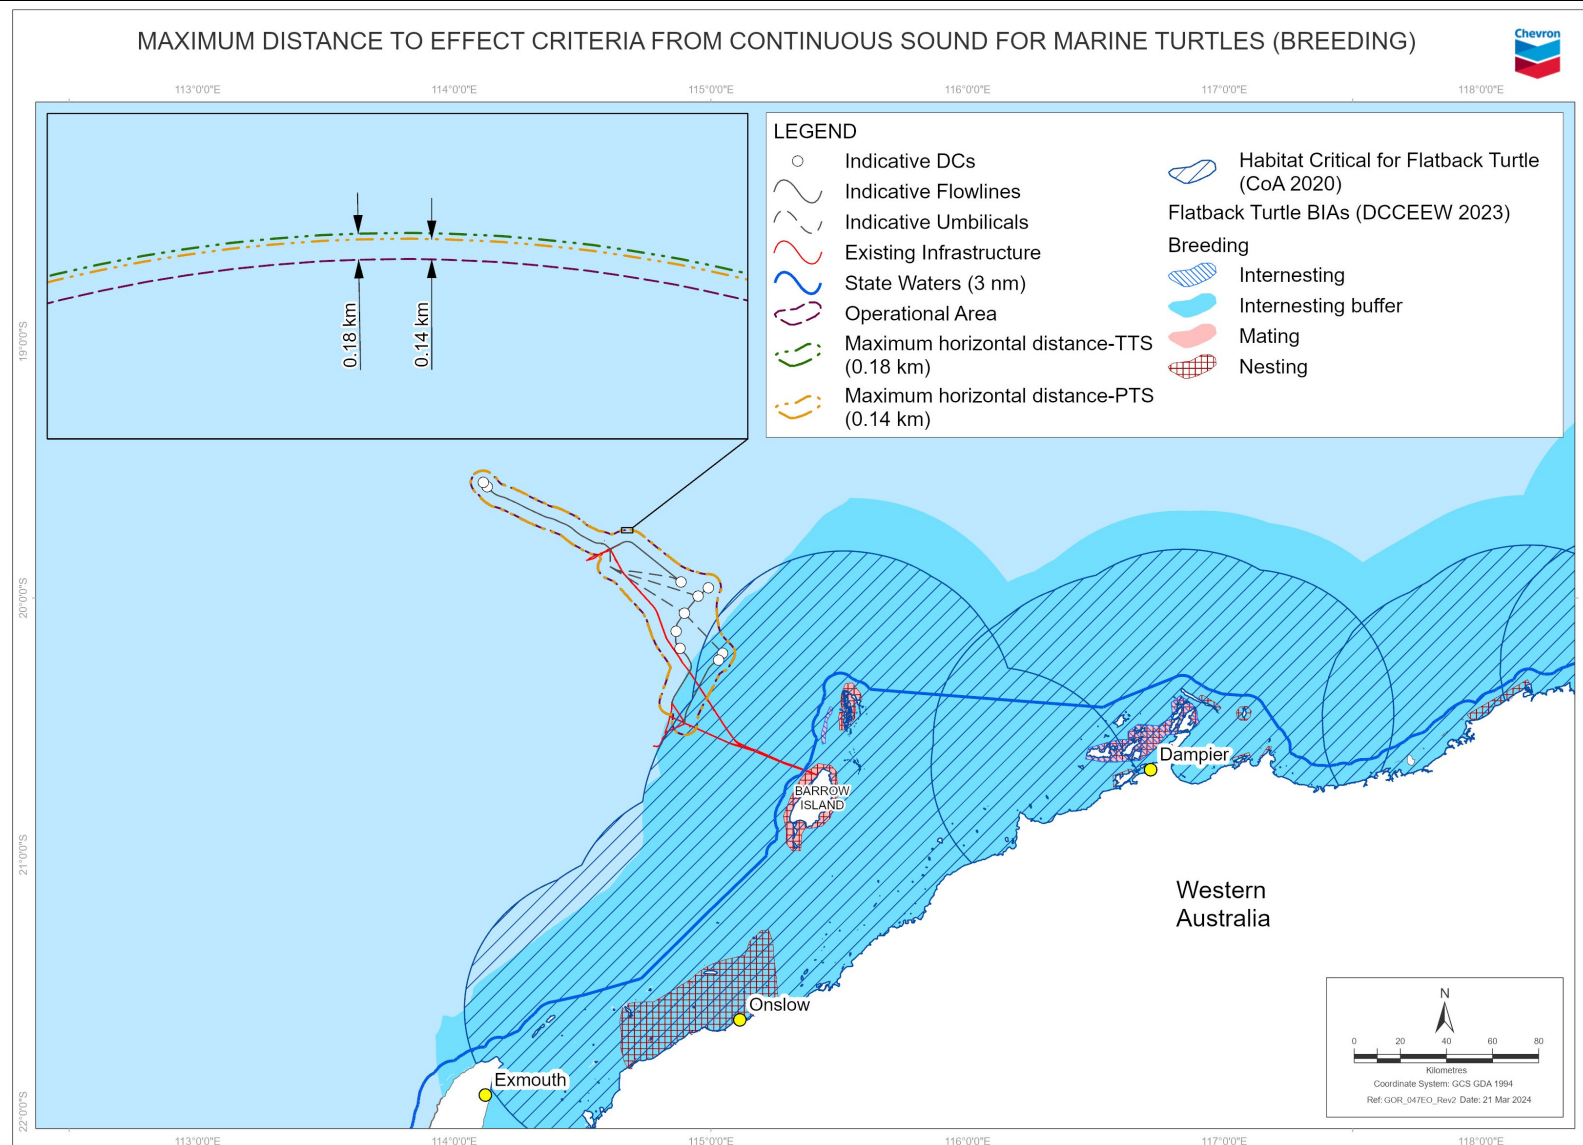 MAXIMUM DISTANCE TO EFFECT CRITERIA FROM CONTINUOUS SOUND FOR MARINE TURTLES (BREEDING)
Chevron
113°0'0"E
114°0'0"E
115°0'0"E
116°0'0"E
117°0'0"E
118°0'0"E
19°0'0"S
20°0'0"S
21°0'0"S
22°0'0"S
0.18 km
0.14 km
LEGEND
Indicative DCs
Indicative Flowlines
Indicative Umbilicals
Existing Infrastructure
State Waters (3 nm)
Operational Area
Maximum horizontal distance-TTS
(0.18 km)
Maximum horizontal distance-PTS
(0.14 km)
Habitat Critical for Flatback Turtle
(CoA 2020)
Flatback Turtle BIAs (DCCEEW 2023)
Breeding
Internesting
Internesting buffer
Mating
Nesting
Dampier
BARROW
ISLAND
Western
Australia
Onslow
Exmouth
N
0 20 40 60 80
Kilometres
Coordinate System: GCS GDA 1994
Ref: GOR_047EO_Rev2 Date: 21 Mar 2024
113°0'0"E
114°0'0"E
115°0'0"E
116°0'0"E
117°0'0"E
118°0'0"E